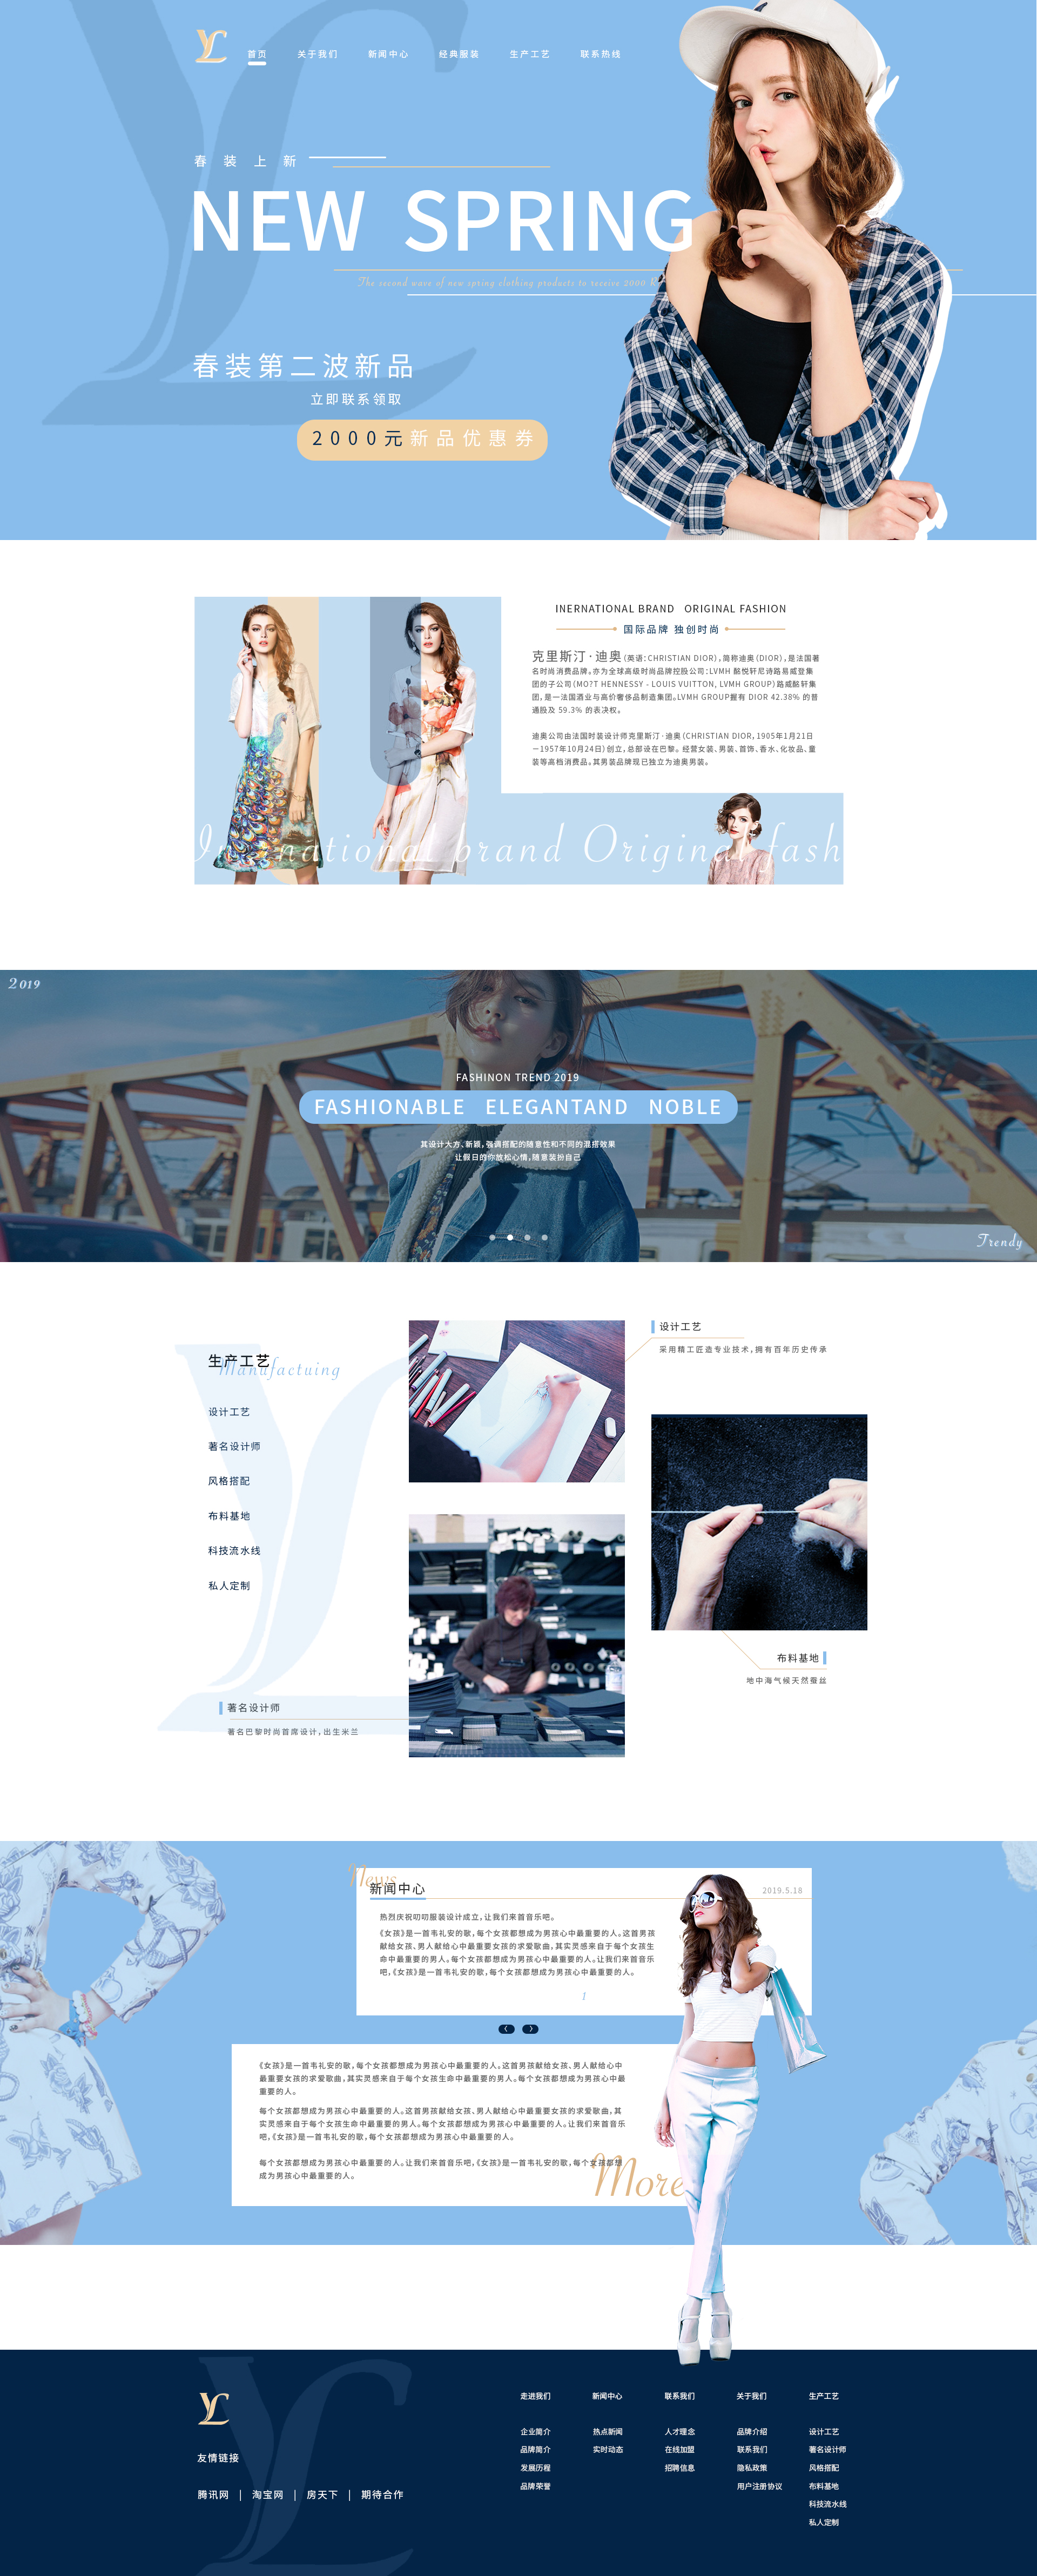 YL
首页 关于我们 新闻中心 经典服装 生产工艺 联系热线
春装上新
NEW SPRING
The second wave of new spring clothing products to receive 2000 R
春装第二波新品
立即联系领取
2000元新品优惠券
INERNATIONAL BRAND ORIGINAL FASHION
国际品牌 独创时尚
克里斯汀·迪奥(英语:CHRISTIAN DIOR),简称迪奥(DIOR),是法国著
名时尚消费品牌。亦为全球高级时尚品牌控股公司:LVMH 酩悦轩尼诗路易威登集
团的子公司(MO?T HENNESSY - LOUIS VUITTON, LVMH GROUP)路威酩轩集
团,是一法国酒业与高价奢侈品制造集团。LVMH GROUP握有 DIOR 42.38% 的普
通股及 59.3% 的表决权。
迪奥公司由法国时装设计师克里斯汀·迪奥(CHRISTIAN DIOR,1905年1月21日
－1957年10月24日)创立,总部设在巴黎。经营女装、男装、首饰、香水、化妆品、童
装等高档消费品。其男装品牌现已独立为迪奥男装。
International brand Original fash
2019
FASHINON TREND 2019
FASHIONABLE ELEGANTAND NOBLE
其设计大方、新颖,强调搭配的随意性和不同的混搭效果
让假日的你放松心情,随意装扮自己
Trendy
生产工艺
Manufactuing
设计工艺
著名设计师
风格搭配
布料基地
科技流水线
私人定制
设计工艺
采用精工匠造专业技术,拥有百年历史传承
布料基地
地中海气候天然蚕丝
著名设计师
著名巴黎时尚首席设计,出生米兰
News
新闻中心
2019.5.18
热烈庆祝叨叨服装设计成立,让我们来首音乐吧。
《女孩》是一首韦礼安的歌,每个女孩都想成为男孩心中最重要的人。这首男孩
献给女孩、男人献给心中最重要女孩的求爱歌曲,其实灵感来自于每个女孩生
命中最重要的男人。每个女孩都想成为男孩心中最重要的人。让我们来首音乐
吧,《女孩》是一首韦礼安的歌,每个女孩都想成为男孩心中最重要的人。
1
《女孩》是一首韦礼安的歌,每个女孩都想成为男孩心中最重要的人。这首男孩献给女孩、男人献给心中
最重要女孩的求爱歌曲,其实灵感来自于每个女孩生命中最重要的男人。每个女孩都想成为男孩心中最
重要的人。
每个女孩都想成为男孩心中最重要的人。这首男孩献给女孩、男人献给心中最重要女孩的求爱歌曲,其
实灵感来自于每个女孩生命中最重要的男人。每个女孩都想成为男孩心中最重要的人。让我们来首音乐
吧,《女孩》是一首韦礼安的歌,每个女孩都想成为男孩心中最重要的人。
每个女孩都想成为男孩心中最重要的人。让我们来首音乐吧,《女孩》是一首韦礼安的歌,每个女孩都想
成为男孩心中最重要的人。
More
YL
友情链接
腾讯网 | 淘宝网 | 房天下 | 期待合作
走进我们 新闻中心 联系我们 关于我们 生产工艺
企业简介 热点新闻 人才理念 品牌介绍 设计工艺
品牌简介 实时动态 在线加盟 联系我们 著名设计师
发展历程 招聘信息 隐私政策 风格搭配
品牌荣誉 用户注册协议 布料基地
科技流水线
私人定制